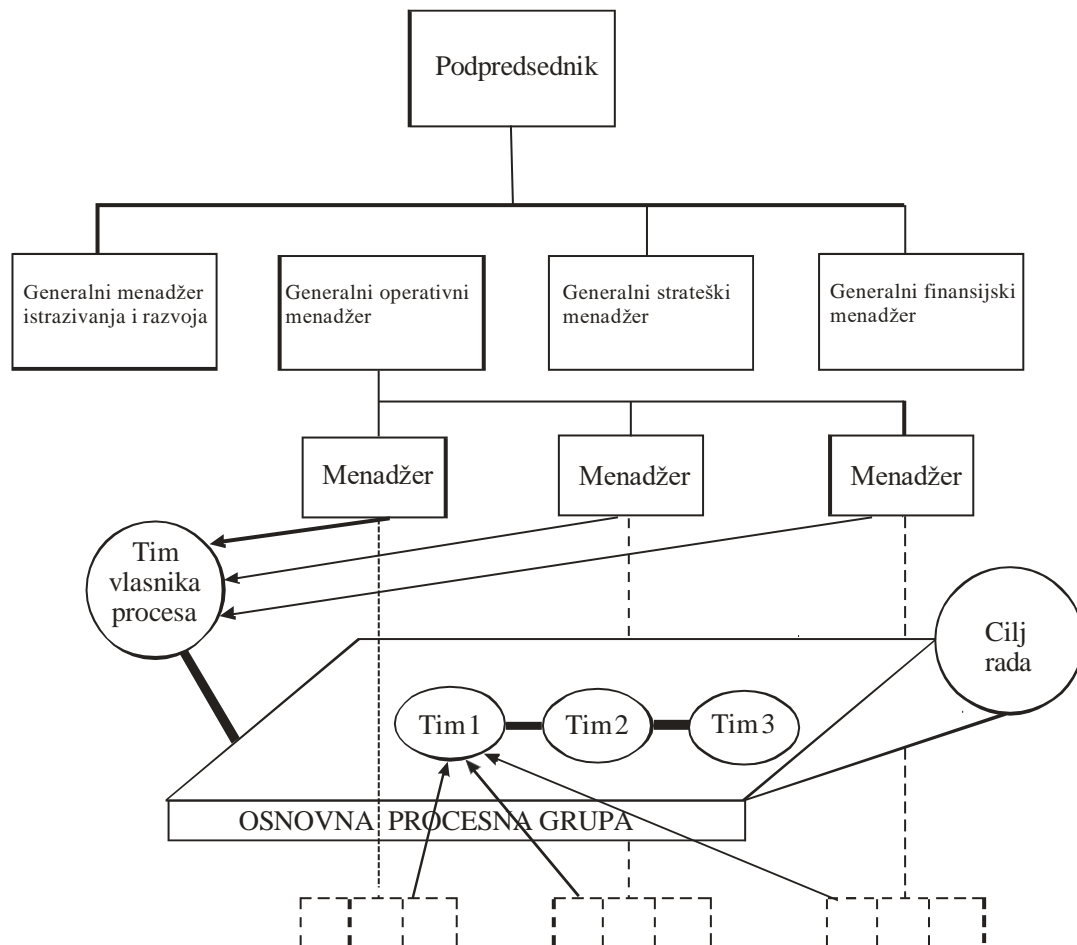 Podpredsednik
Generalni menadžer
istrazivanja i razvoja
Generalni operativni
menadžer
Generalni strateški
menadžer
Generalni finansijski
menadžer
Menadžer
Menadžer
Menadžer
Tim
vlasnika
procesa
Cilj
rada
Tim1
Tim2
Tim3
OSNOVNA PROCESNA GRUPA